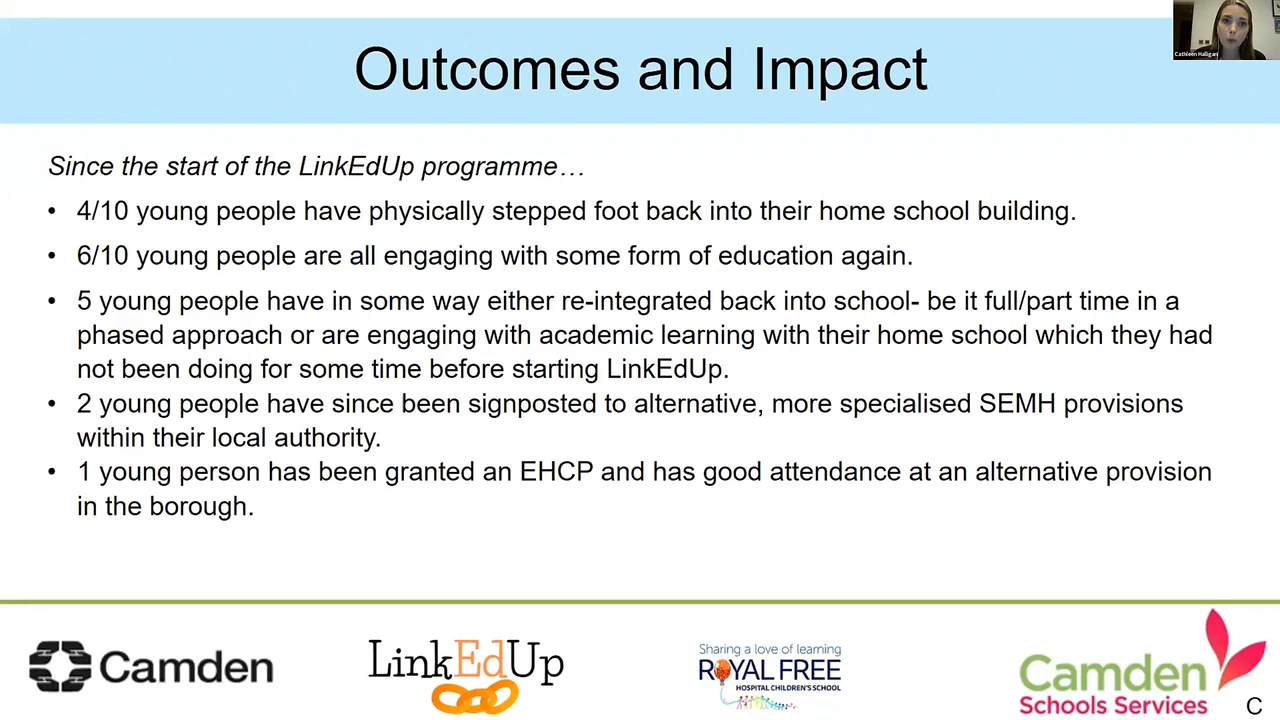 Cathleen Halligan
Outcomes and Impact
Since the start of the LinkEdUp programme…
• 4/10 young people have physically stepped foot back into their home school building.
• 6/10 young people are all engaging with some form of education again.
• 5 young people have in some way either re-integrated back into school- be it full/part time in a
phased approach or are engaging with academic learning with their home school which they had
not been doing for some time before starting LinkEdUp.
• 2 young people have since been signposted to alternative, more specialised SEMH provisions
within their local authority.
• 1 young person has been granted an EHCP and has good attendance at an alternative provision
in the borough.
Camden
LinkEdUp
Sharing a love of learning
ROYAL FREE
HOSPITAL CHILDREN'S SCHOOL
Camden
Schools Services
C